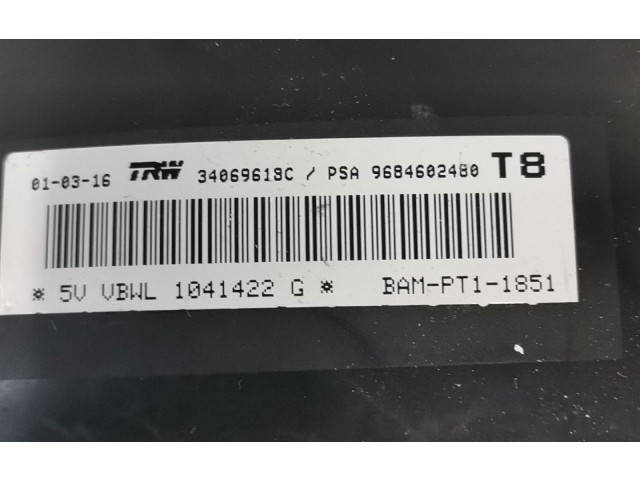 01-03-16 TRW 34069618C / PSA 9684602480 T8
* 5V VBWL 1041422 G * BAM-PT1-1851